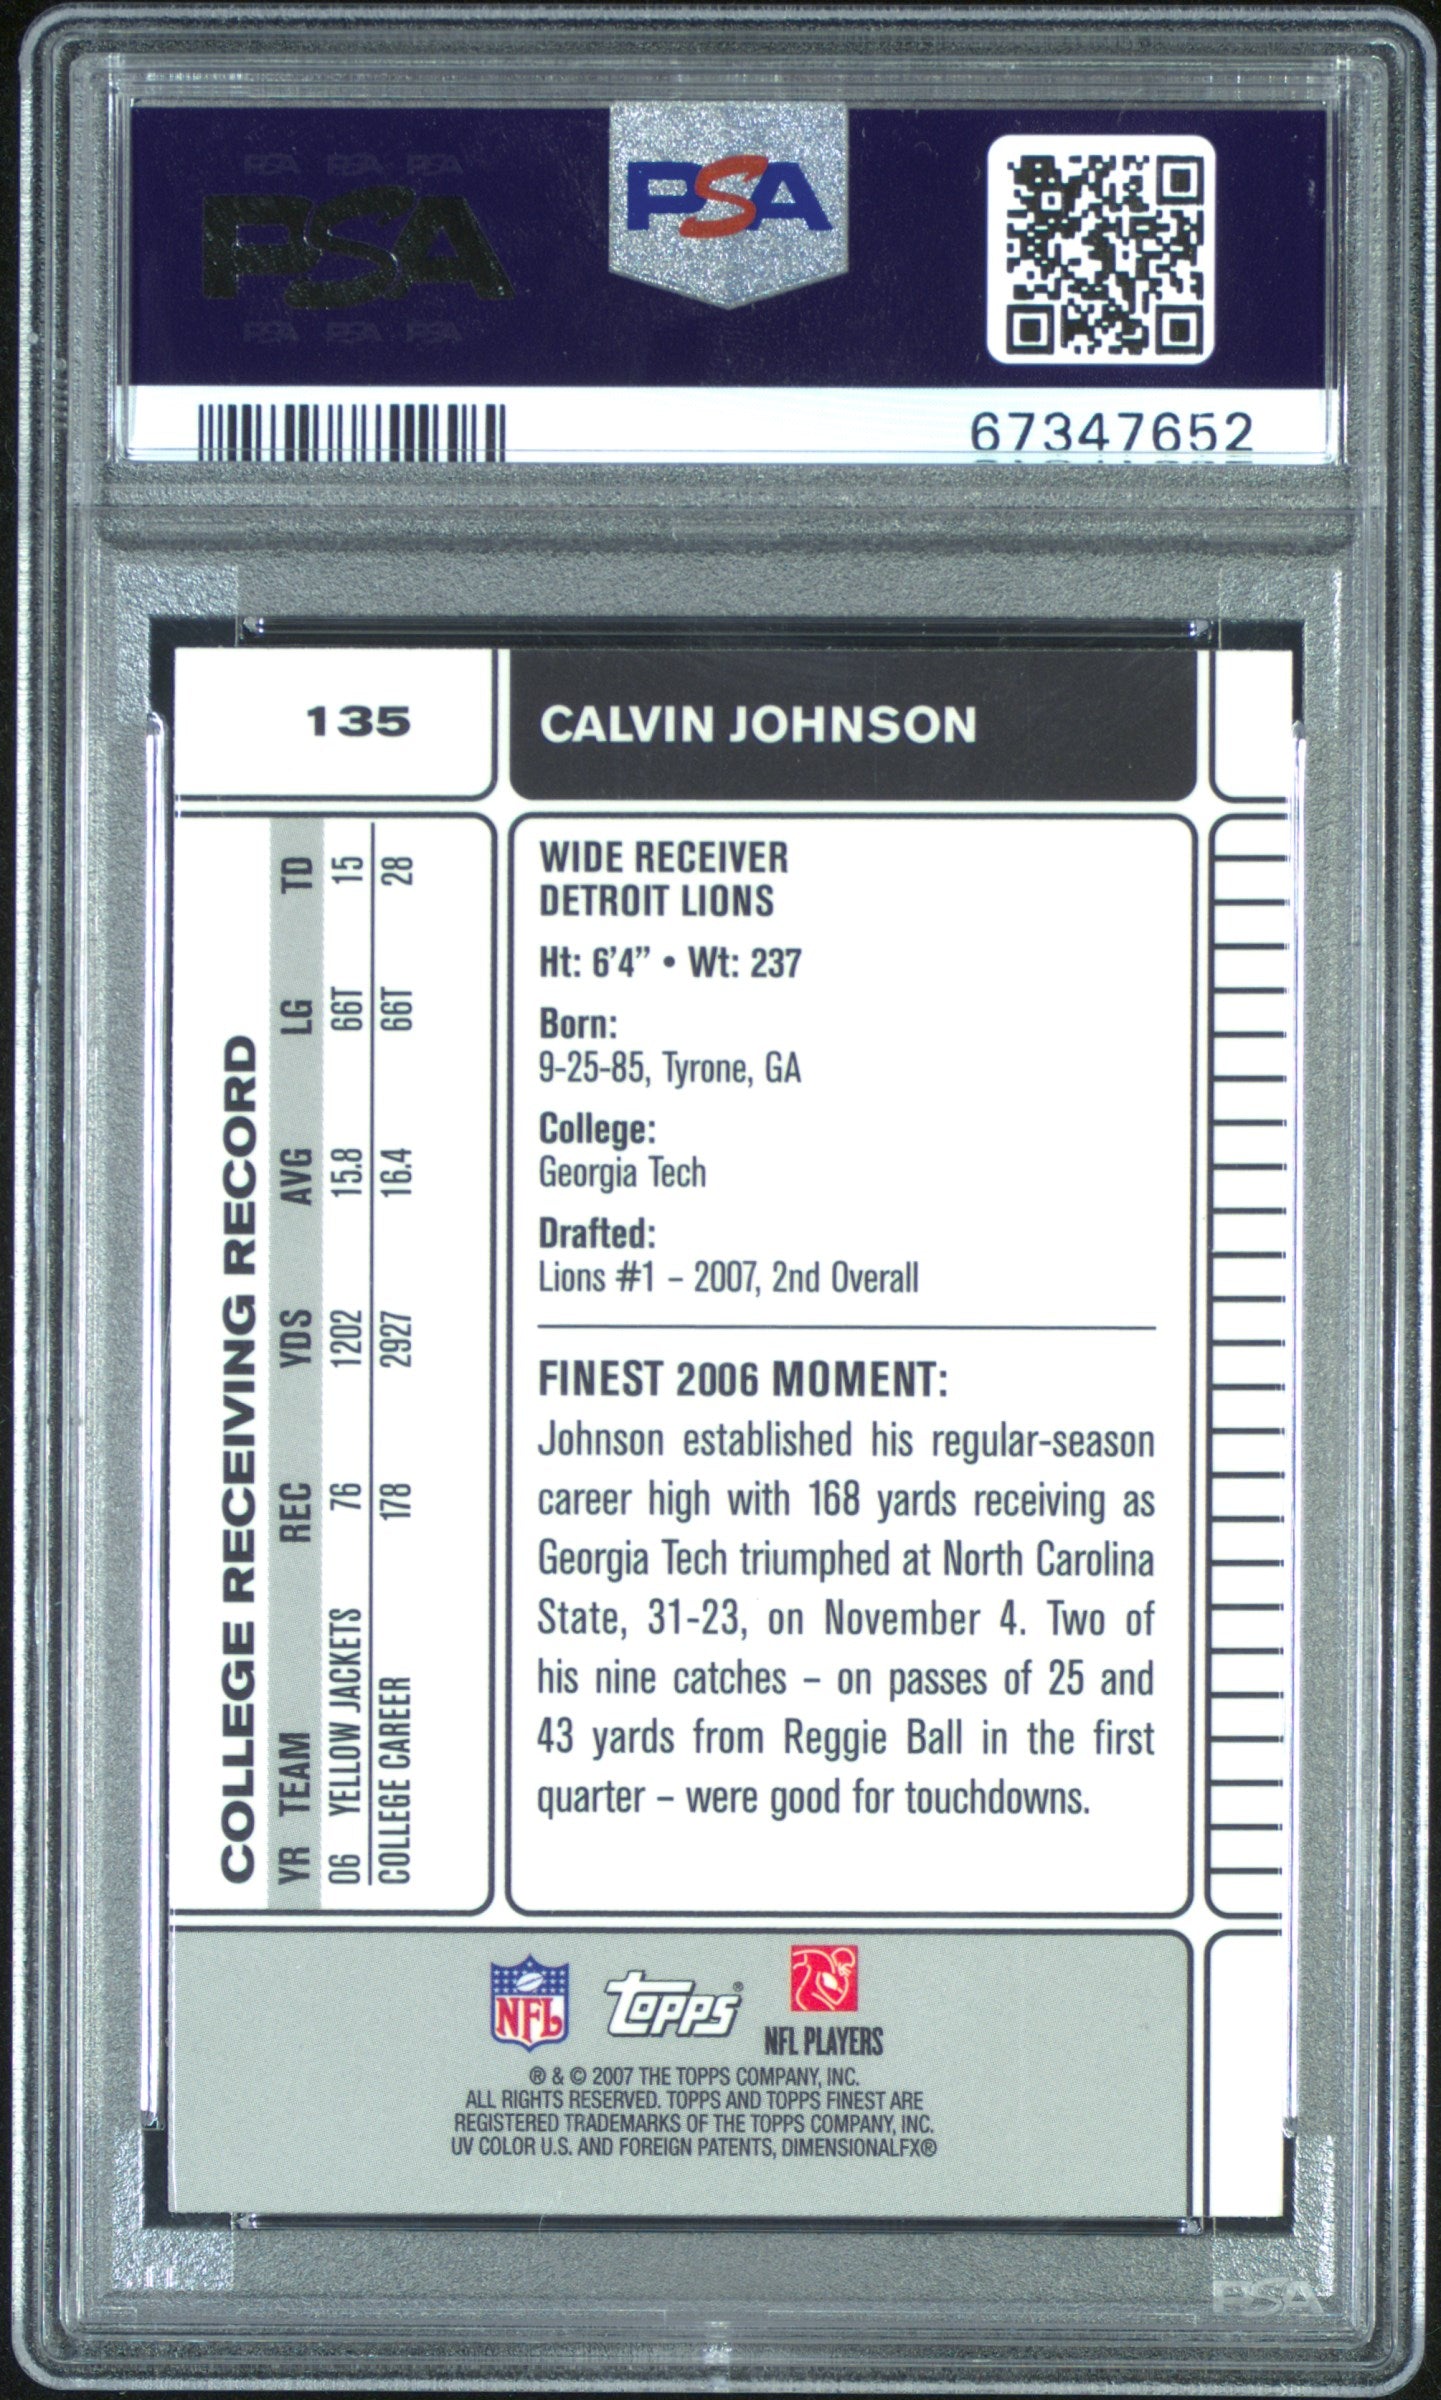 PSA PSA PSA
PSA
PSA PSA PSA
PSA
67347652
135
CALVIN JOHNSON
COLLEGE RECEIVING RECORD
YR TEAM REC YDS AVG LG TD
06 YELLOW JACKETS 76 1202 15.8 66T 15
COLLEGE CAREER 178 2927 16.4 66T 28
WIDE RECEIVER
DETROIT LIONS
Ht: 6'4” • Wt: 237
Born:
9-25-85, Tyrone, GA
College:
Georgia Tech
Drafted:
Lions #1 – 2007, 2nd Overall
FINEST 2006 MOMENT:
Johnson established his regular-season
career high with 168 yards receiving as
Georgia Tech triumphed at North Carolina
State, 31-23, on November 4. Two of
his nine catches – on passes of 25 and
43 yards from Reggie Ball in the first
quarter – were good for touchdowns.
NFL
topps®
NFL PLAYERS
® & © 2007 THE TOPPS COMPANY, INC.
ALL RIGHTS RESERVED. TOPPS AND TOPPS FINEST ARE
REGISTERED TRADEMARKS OF THE TOPPS COMPANY, INC.
UV COLOR U.S. AND FOREIGN PATENTS, DIMENSIONALFX®
PSA